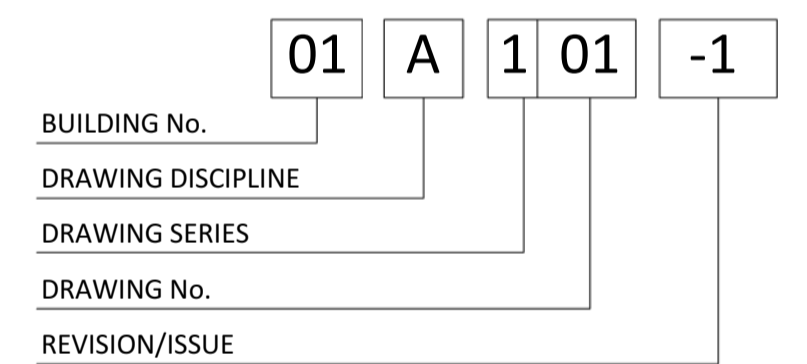 01 A 1 01 -1
BUILDING No.
DRAWING DISCIPLINE
DRAWING SERIES
DRAWING No.
REVISION/ISSUE